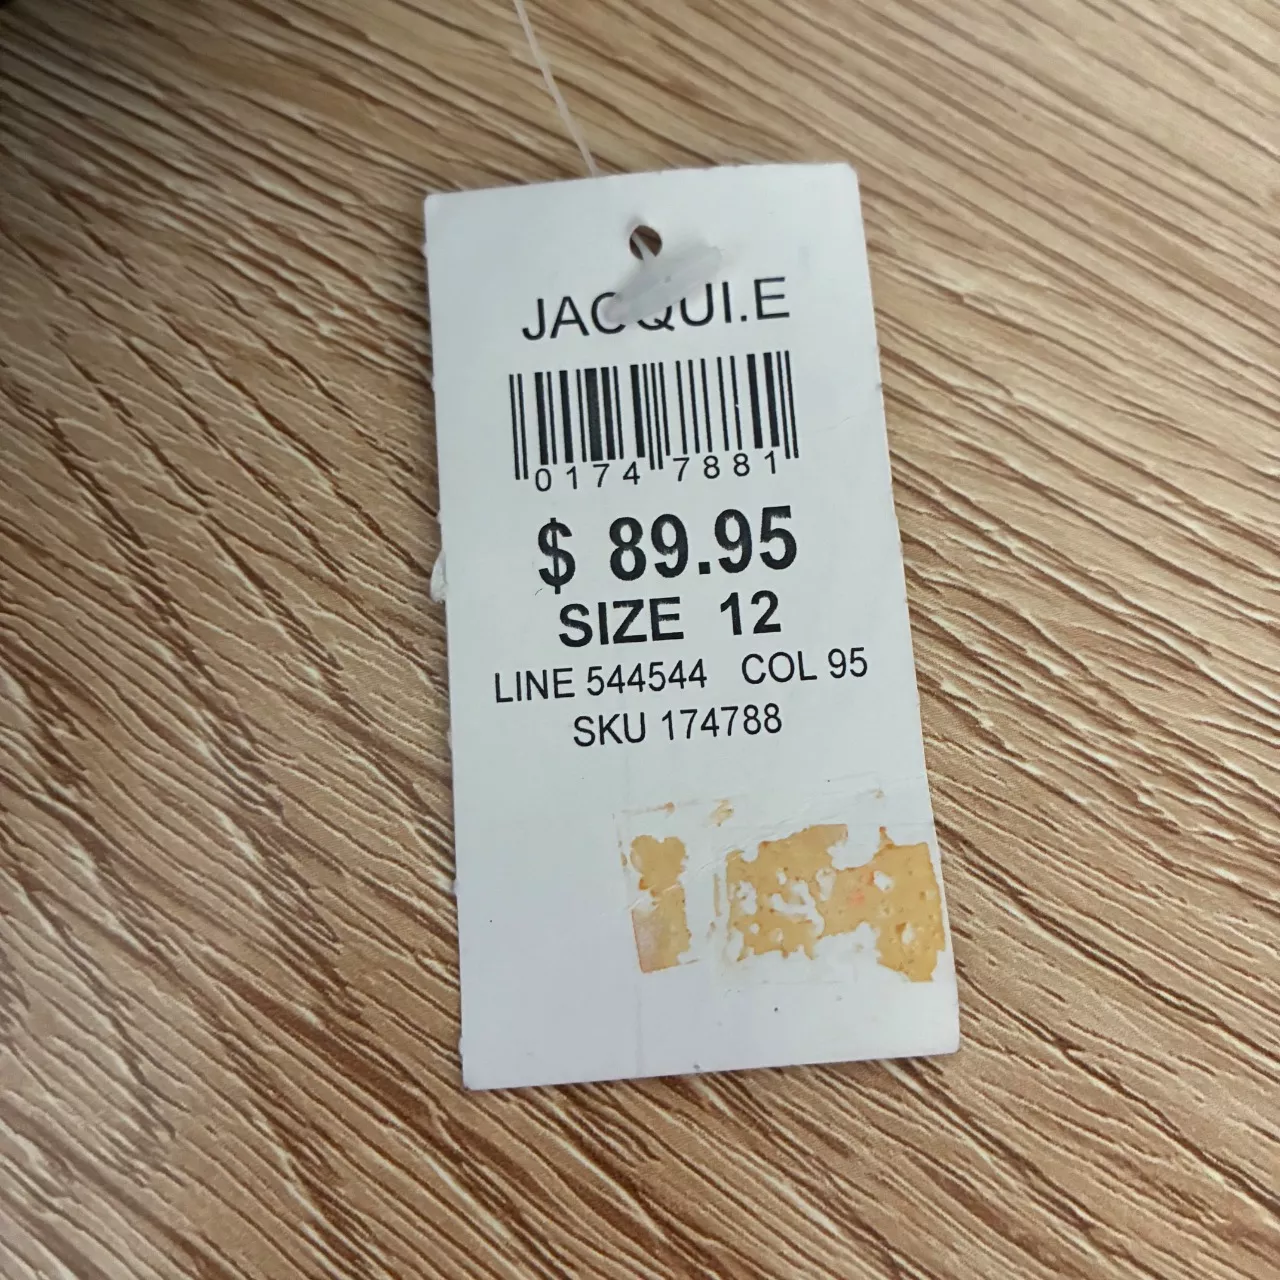 JACQUI.E
0174 7881
$ 89.95
SIZE 12
LINE 544544 COL 95
SKU 174788